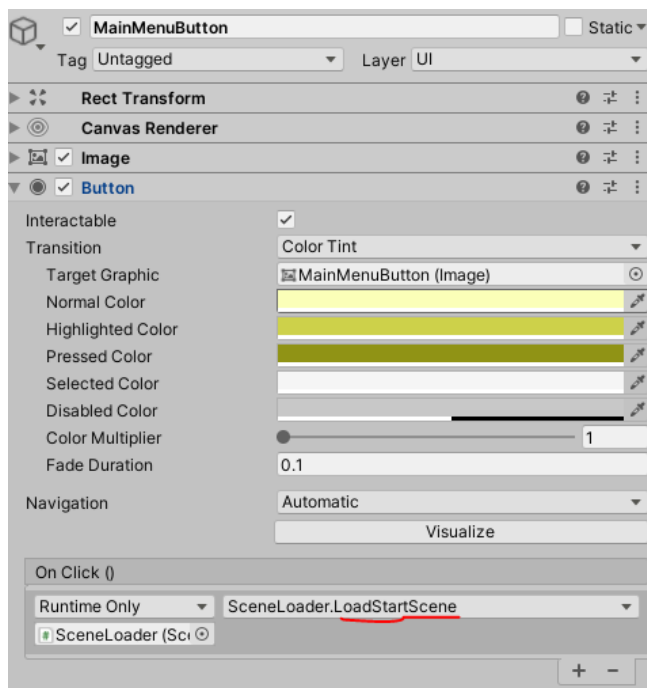 MainMenuButton Static
Tag Untagged Layer UI
Rect Transform
Canvas Renderer
Image
Button
Interactable
Transition Color Tint
Target Graphic MainMenuButton (Image)
Normal Color
Highlighted Color
Pressed Color
Selected Color
Disabled Color
Color Multiplier 1
Fade Duration 0.1
Navigation Automatic
Visualize
On Click ()
Runtime Only SceneLoader.LoadStartScene
SceneLoader (Sc